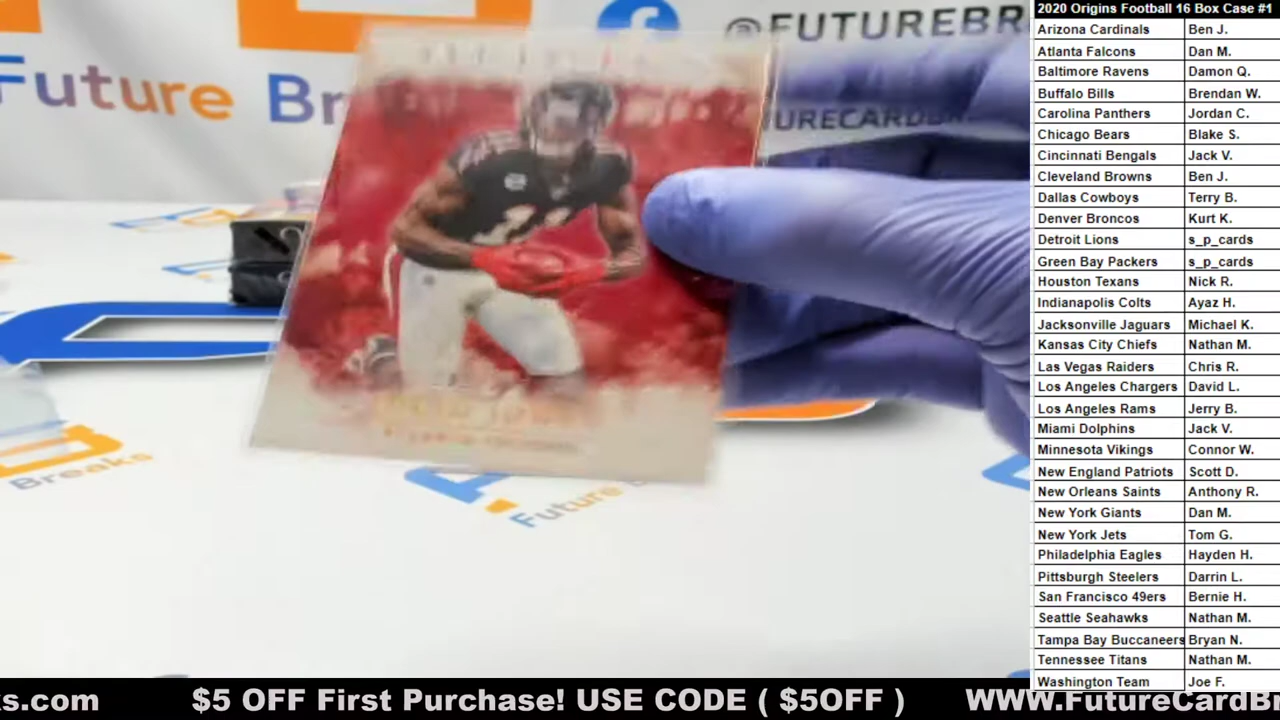 @FUTUREBR
Future Bre
URECARDB
Breaks
Future
2020 Origins Football 16 Box Case #1
Arizona Cardinals Ben J.
Atlanta Falcons Dan M.
Baltimore Ravens Damon Q.
Buffalo Bills Brendan W.
Carolina Panthers Jordan C.
Chicago Bears Blake S.
Cincinnati Bengals Jack V.
Cleveland Browns Ben J.
Dallas Cowboys Terry B.
Denver Broncos Kurt K.
Detroit Lions s_p_cards
Green Bay Packers s_p_cards
Houston Texans Nick R.
Indianapolis Colts Ayaz H.
Jacksonville Jaguars Michael K.
Kansas City Chiefs Nathan M.
Las Vegas Raiders Chris R.
Los Angeles Chargers David L.
Los Angeles Rams Jerry B.
Miami Dolphins Jack V.
Minnesota Vikings Connor W.
New England Patriots Scott D.
New Orleans Saints Anthony R.
New York Giants Dan M.
New York Jets Tom G.
Philadelphia Eagles Hayden H.
Pittsburgh Steelers Darrin L.
San Francisco 49ers Bernie H.
Seattle Seahawks Nathan M.
Tampa Bay Buccaneers Bryan N.
Tennessee Titans Nathan M.
Washington Team Joe F.
ks.com $5 OFF First Purchase! USE CODE ( $5OFF ) WWW.FutureCardBr